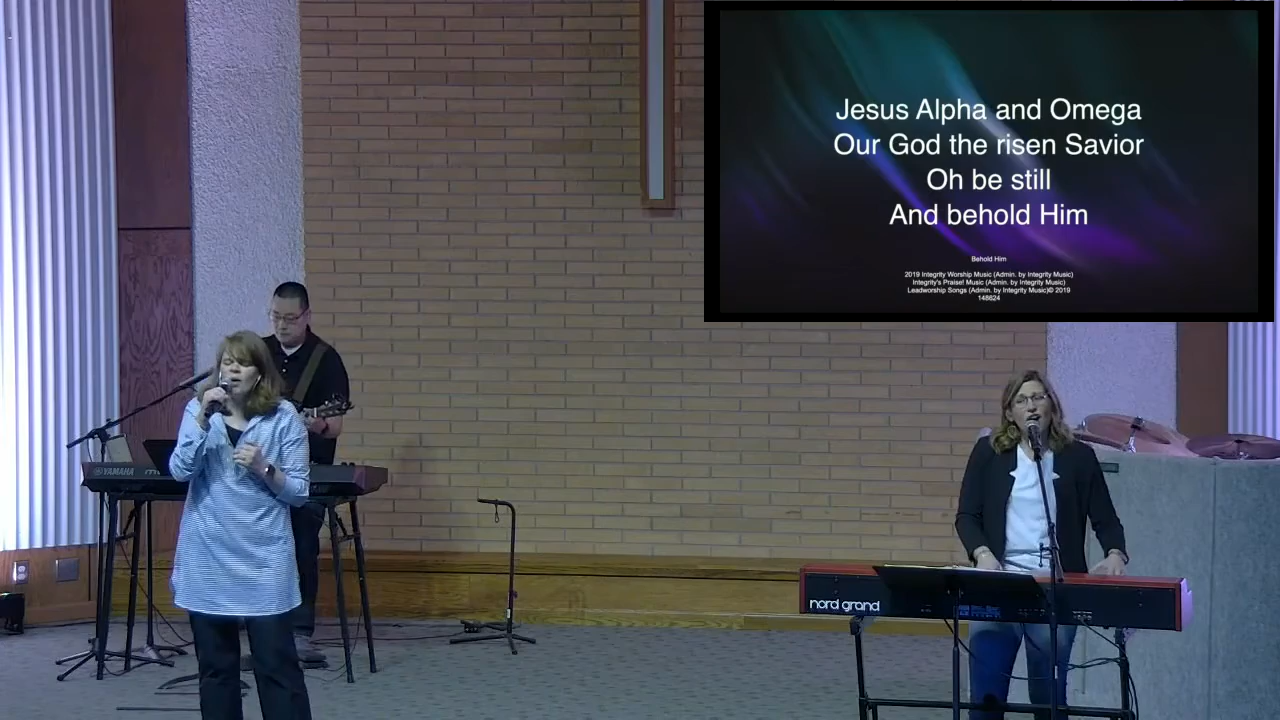 Jesus Alpha and Omega
Our God the risen Savior
Oh be still
And behold Him
Behold Him
2019 Integrity Worship Music (Admin. by Integrity Music)
Integrity's Praise! Music (Admin. by Integrity Music)
Leadworship Songs (Admin. by Integrity Music)© 2019
148824
YAMAHA
nord grand